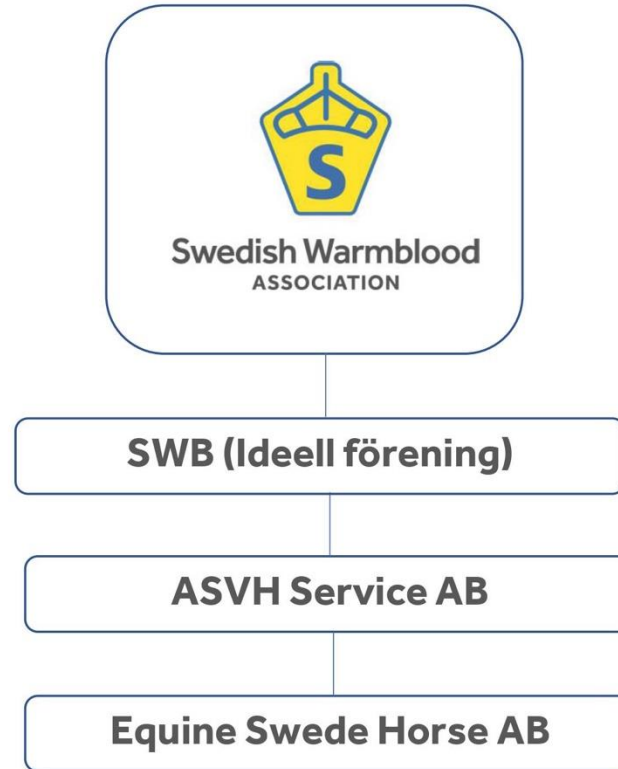 S
Swedish Warmblood
ASSOCIATION
SWB (Ideell förening)
ASVH Service AB
Equine Swede Horse AB